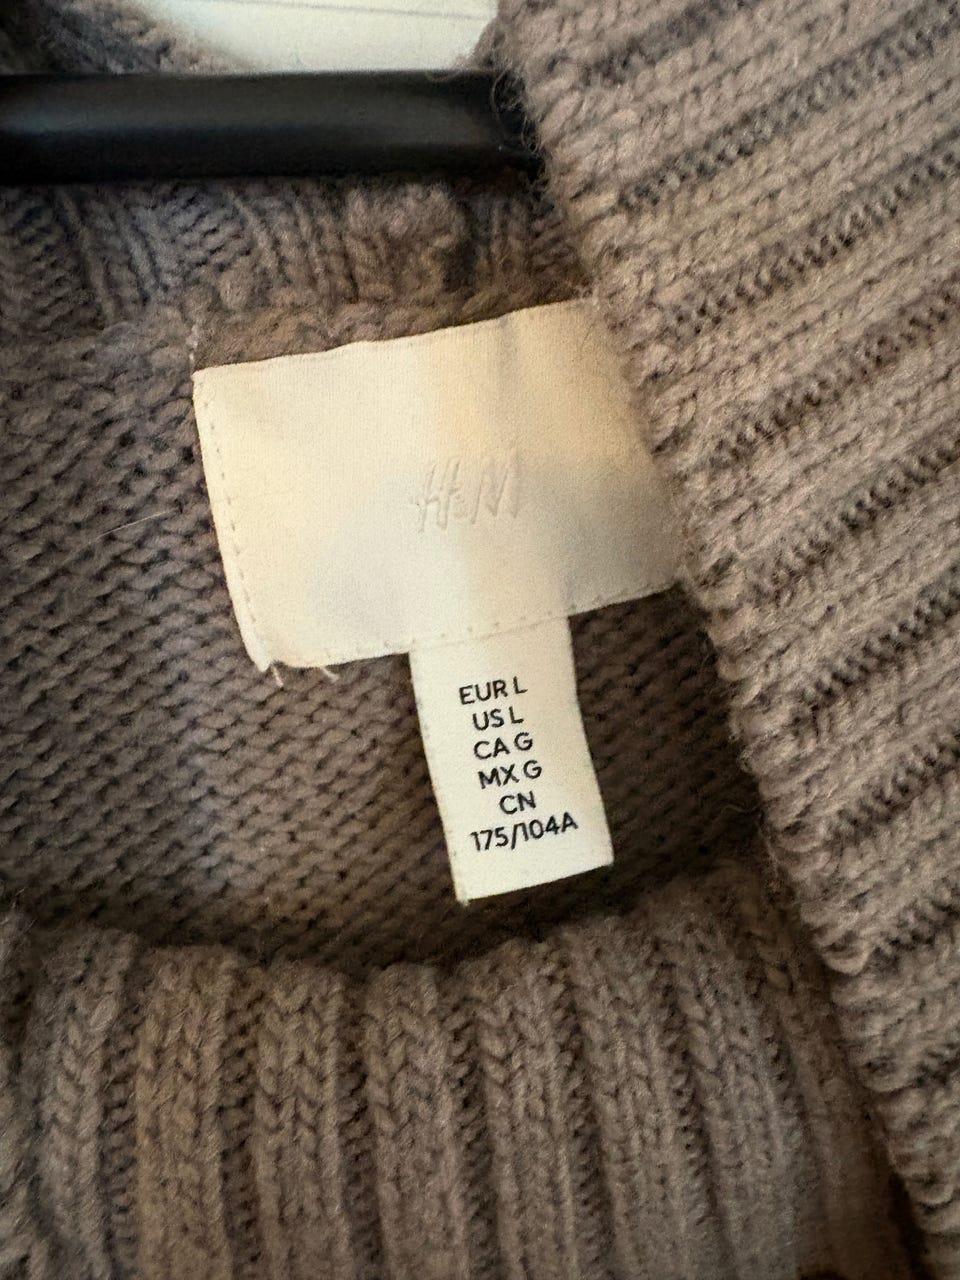 H&M
EUR L
US L
CA G
MX G
CN
175/104A